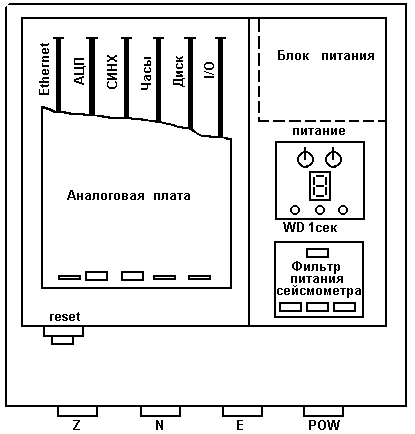 Ethernet
АЦП
СИНХ
Часы
Диск
I/O
Блок питания
питание
8
Аналоговая плата
WD 1сек
Фильтр
питания
сейсмометра
reset
Z
N
E
POW